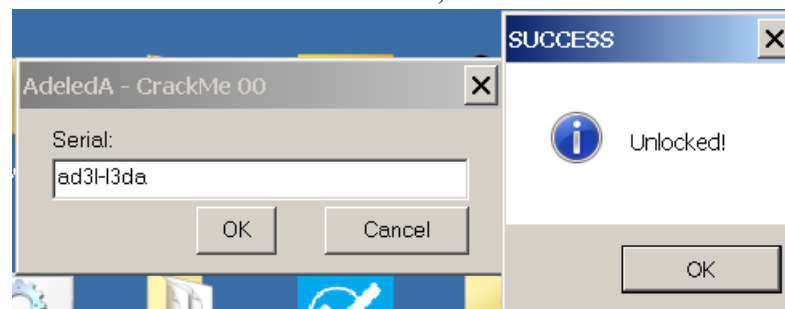 AdeledA - CrackMe 00
Serial:
ad3l-l3da
OK Cancel
SUCCESS
Unlocked!
OK